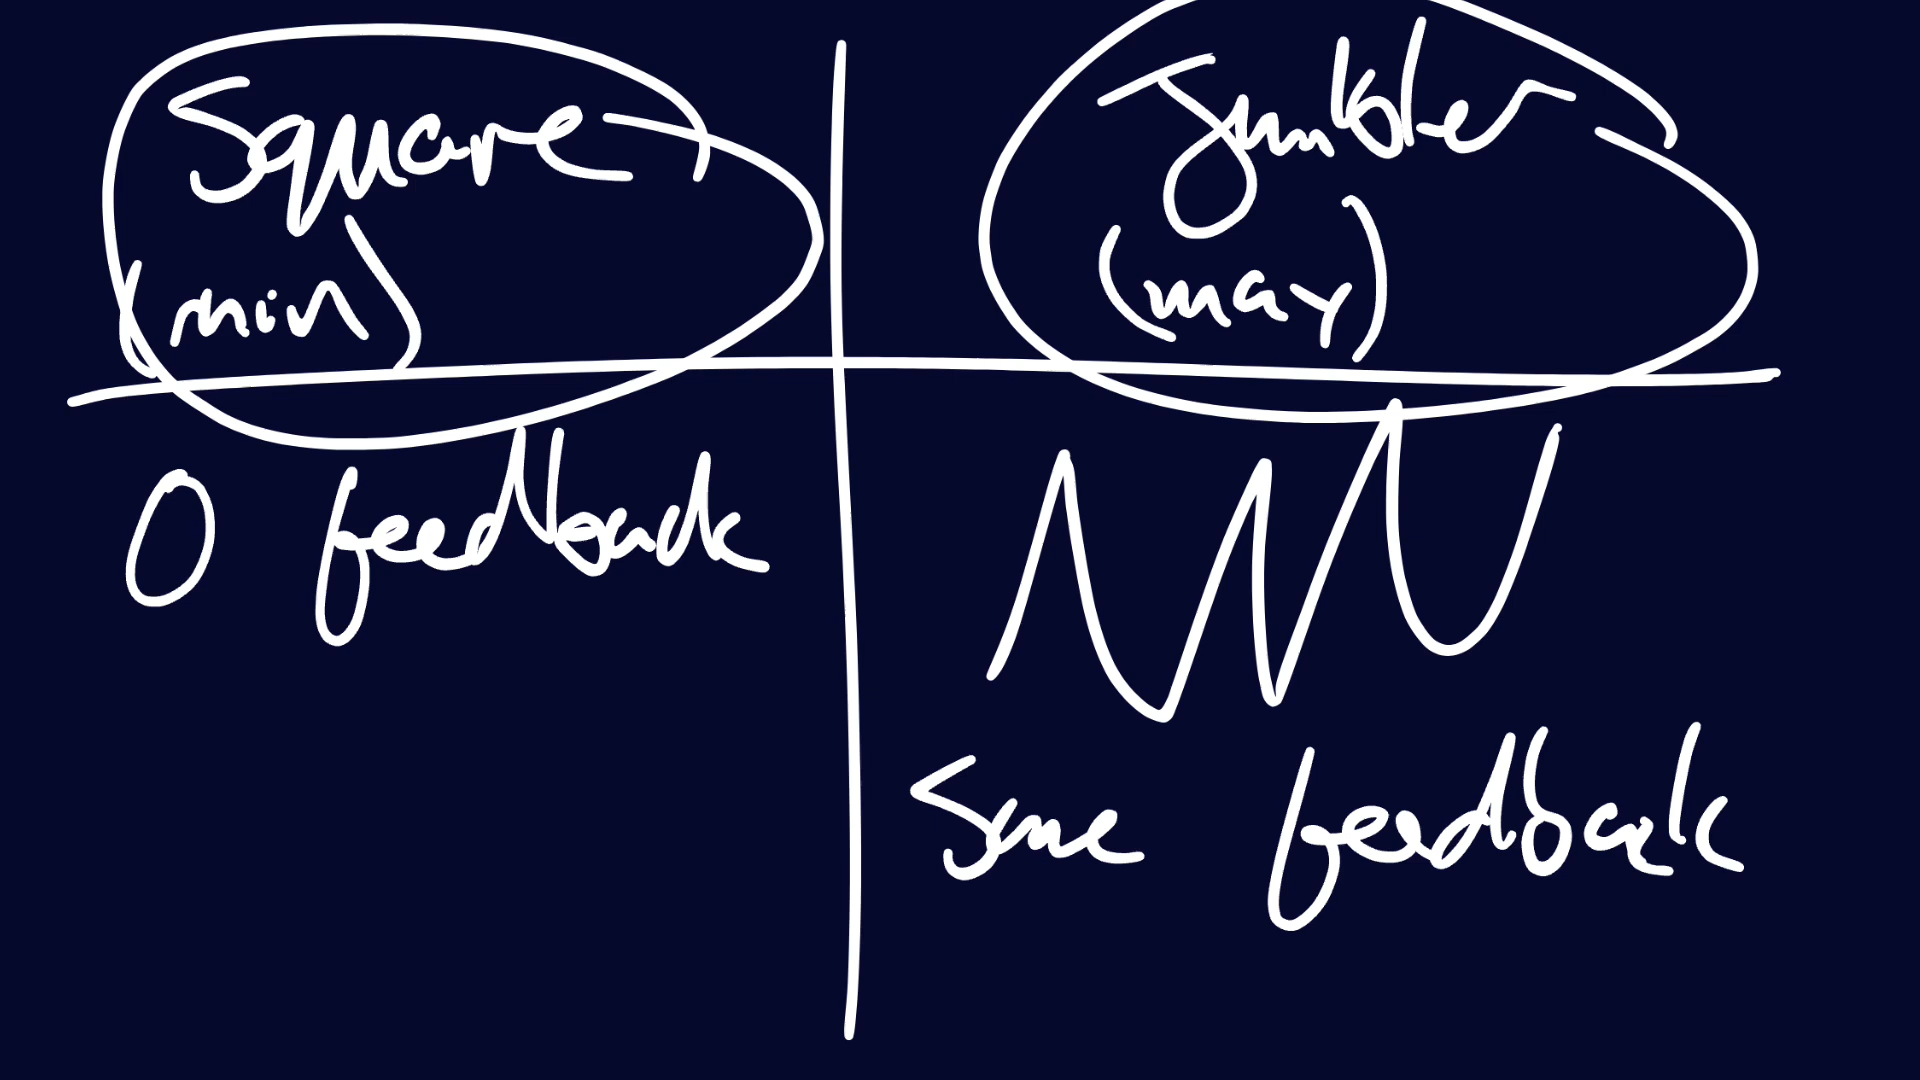 Square
(min)
Jumbler
(may)
0 feedback
Some feedback